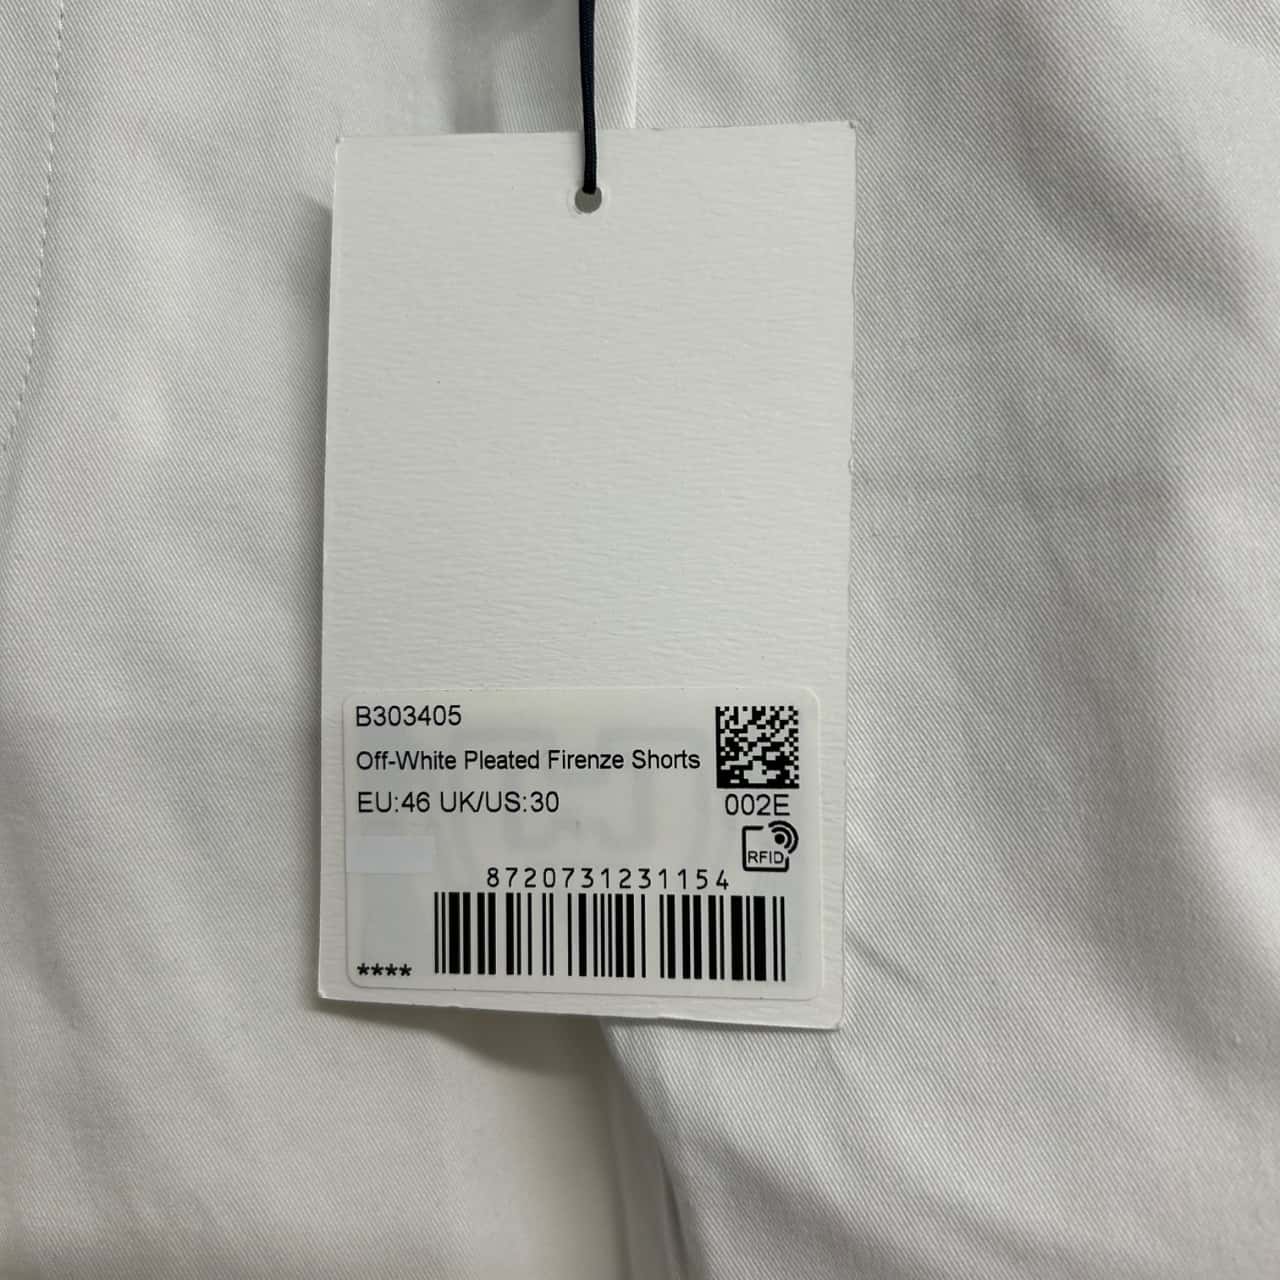 B303405
Off-White Pleated Firenze Shorts
EU:46 UK/US:30
002E
RFID
8720731231154
****